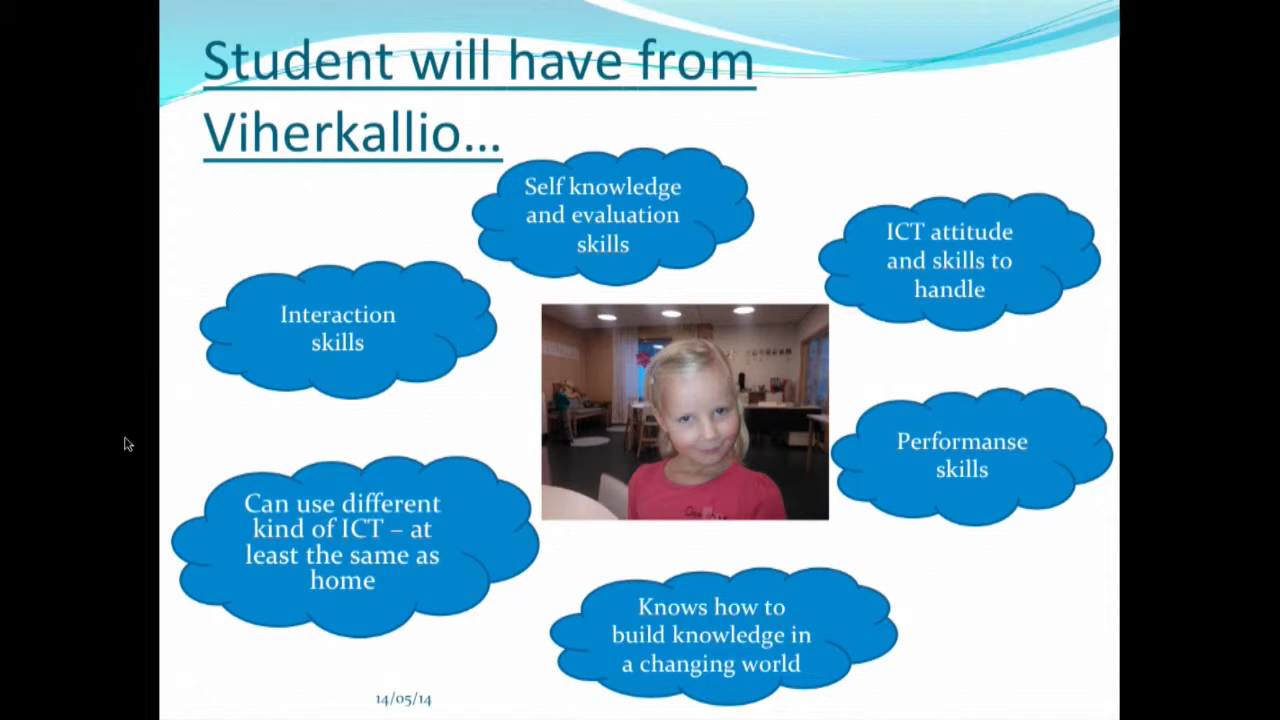 Student will have from
Viherkallio...
Self knowledge
and evaluation
skills
ICT attitude
and skills to
handle
Interaction
skills
Performanse
skills
Can use different
kind of ICT – at
least the same as
home
Knows how to
build knowledge in
a changing world
14/05/14